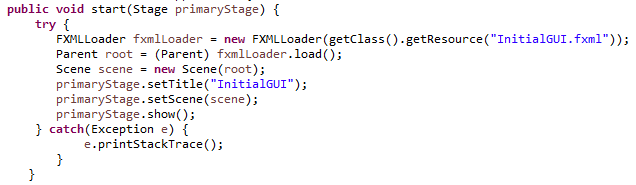 public void start(Stage primaryStage) {
try {
FXMLLoader fxmlLoader = new FXMLLoader(getClass().getResource("InitialGUI.fxml"));
Parent root = (Parent) fxmlLoader.load();
Scene scene = new Scene(root);
primaryStage.setTitle("InitialGUI");
primaryStage.setScene(scene);
primaryStage.show();
} catch(Exception e) {
e.printStackTrace();
}
}